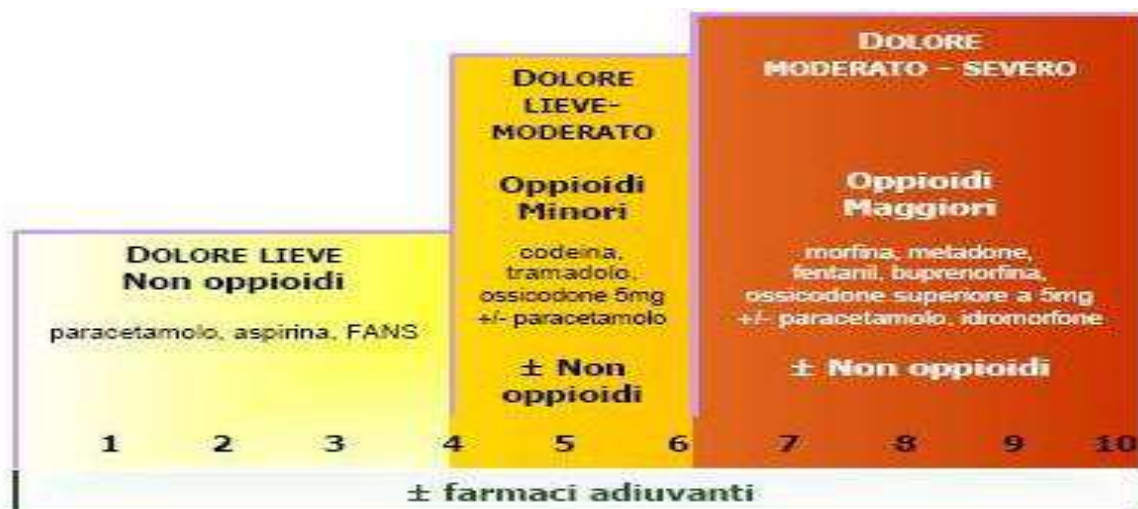 DOLORE LIEVE
Non oppioidi
paracetamolo, aspirina, FANS
DOLORE
LIEVE-
MODERATO
Oppioidi
Minori
codeina,
tramadolo,
ossicodone 5mg
+/- paracetamolo
± Non
oppioidi
DOLORE
MODERATO - SEVERO
Oppioidi
Maggiori
morfina, metadone,
fentanil, buprenorfina,
ossicodone superiore a 5mg
+/- paracetamolo, idromorfone
± Non oppioidi
1 2 3 4 5 6 7 8 9 10
± farmaci adiuvanti